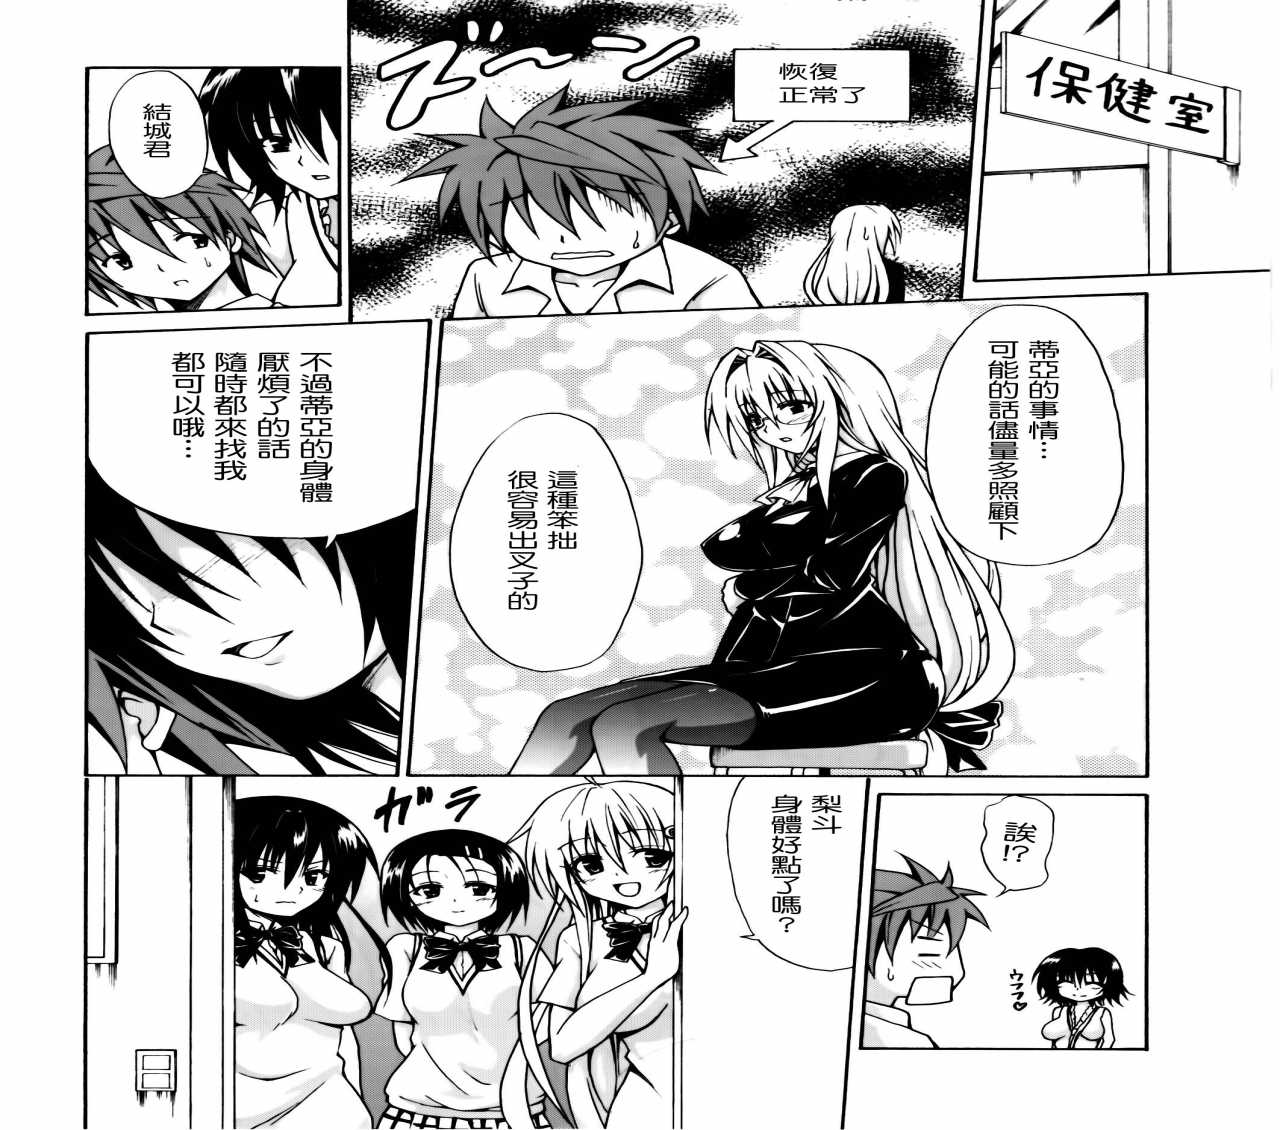 保健室
恢復
正常了
ズ～ン
結城君
蒂亞的事情…
可能的話儘量多照顧下
這種笨拙
很容易出叉子的
不過蒂亞的身體
厭煩了的話
隨時都來找我
都可以哦…
誒!?
ウフフ♥
梨斗
身體好點了嗎?
ガラ